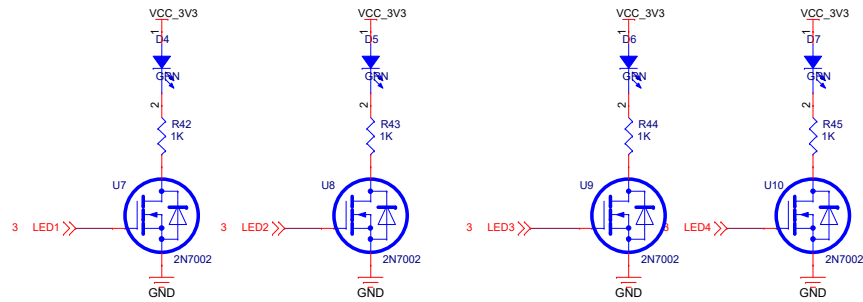 VCC_3V3 VCC_3V3 VCC_3V3 VCC_3V3
1 1 1 1
D4 D5 D6 D7
GRN GRN GRN GRN
2 2 2 2
R42 R43 R44 R45
1K 1K 1K 1K
U7 U8 U9 U10
3 LED1 3 LED2 3 LED3 3 LED4
2N7002 2N7002 2N7002 2N7002
GND GND GND GND